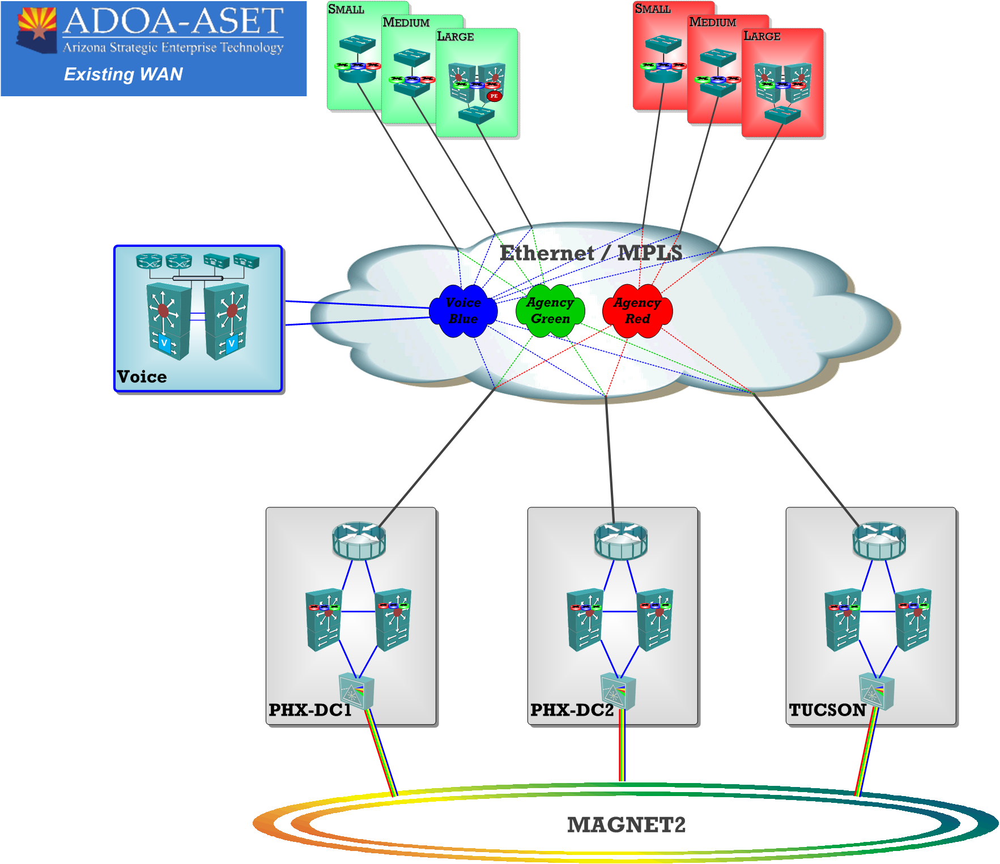 ADOA-ASET
Arizona Strategic Enterprise Technology
Existing WAN
SMALL
MEDIUM
LARGE
PE
SMALL
MEDIUM
LARGE
Ethernet / MPLS
Voice
Blue
Agency
Green
Agency
Red
V
V
V
V
Voice
PHX-DC1
PHX-DC2
TUCSON
MAGNET2